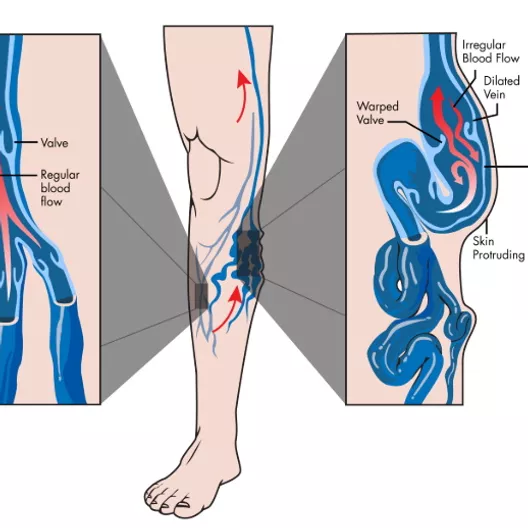 Valve
Regular
blood
flow
Irregular
Blood Flow
Dilated
Vein
Warped
Valve
Skin
Protruding